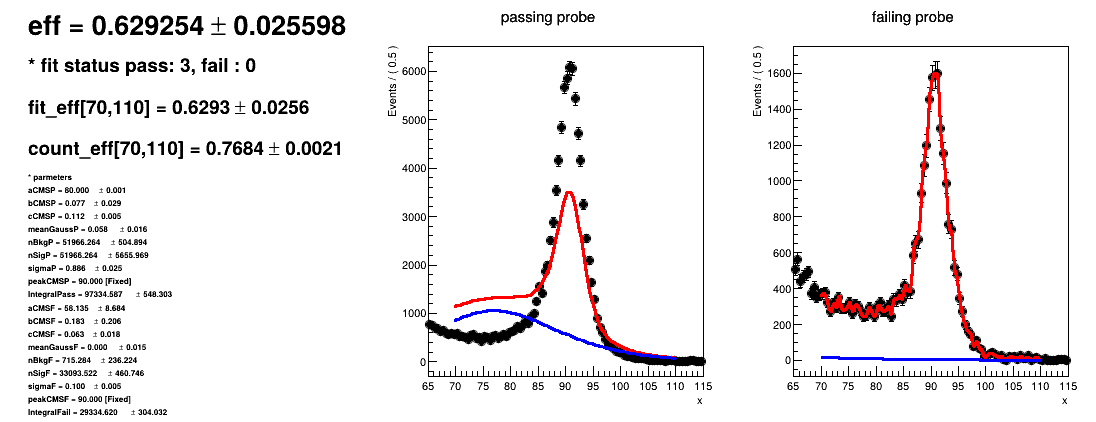 eff = 0.629254 ± 0.025598
* fit status pass: 3, fail : 0
fit_eff[70,110] = 0.6293 ± 0.0256
count_eff[70,110] = 0.7684 ± 0.0021
* parmeters
aCMSP = 80.000 ± 0.001
bCMSP = 0.077 ± 0.029
cCMSP = 0.112 ± 0.005
meanGaussP = 0.058 ± 0.016
nBkgP = 51966.264 ± 504.894
nSigP = 51966.264 ± 5655.969
sigmaP = 0.886 ± 0.025
peakCMSP = 90.000 [Fixed]
IntegralPass = 97334.587 ± 548.303
aCMSF = 58.135 ± 8.684
bCMSF = 0.183 ± 0.206
cCMSF = 0.063 ± 0.018
meanGausSF = 0.000 ± 0.015
nBkgF = 715.284 ± 236.224
nSigF = 33093.522 ± 460.746
sigmaF = 0.100 ± 0.005
peakCMSF = 90.000 [Fixed]
IntegralFail = 29334.620 ± 304.032
passing probe
Events / ( 0.5 )
6000
5000
4000
3000
2000
1000
0
65 70 75 80 85 90 95 100 105 110 115
x
failing probe
Events / ( 0.5 )
1600
1400
1200
1000
800
600
400
200
0
65 70 75 80 85 90 95 100 105 110 115
x